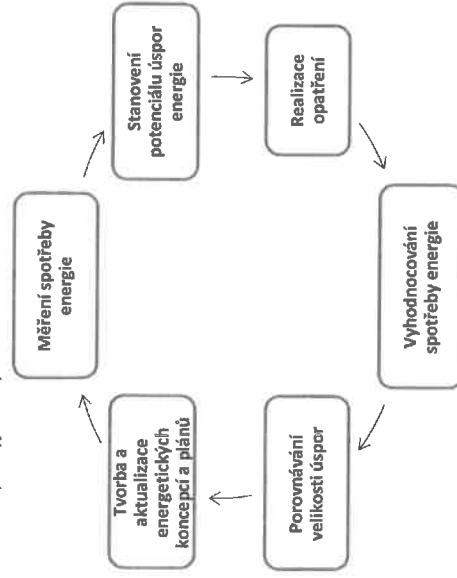 Měření spotřeby
energie
Stanovení
potenciálu úspor
energie
Realizace
opatření
Vyhodnocování
spotřeby energie
Porovnávání
velikosti úspor
Tvorba a
aktualizace
energetických
koncepcí a plánů